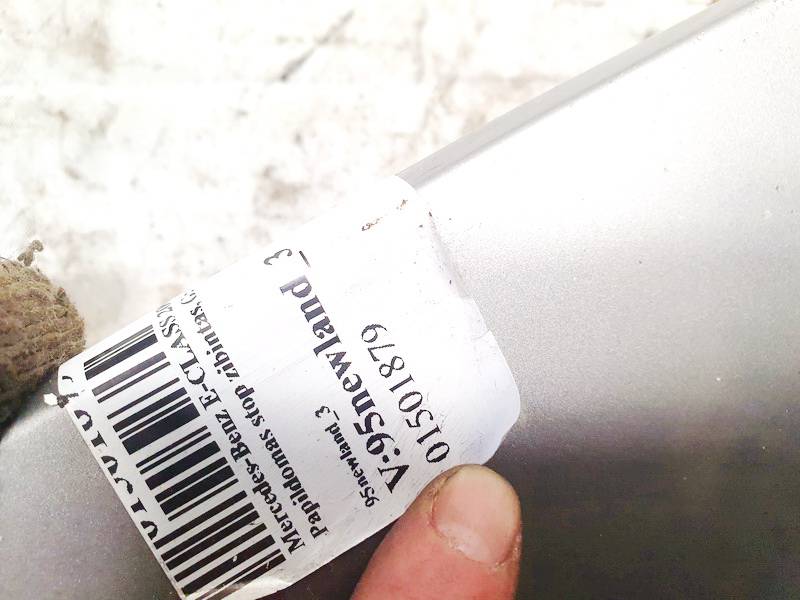 Mercedes-Benz E-CLASS
Papildomas stop zibintas,
95newland_3
V:95newland_3
01501879